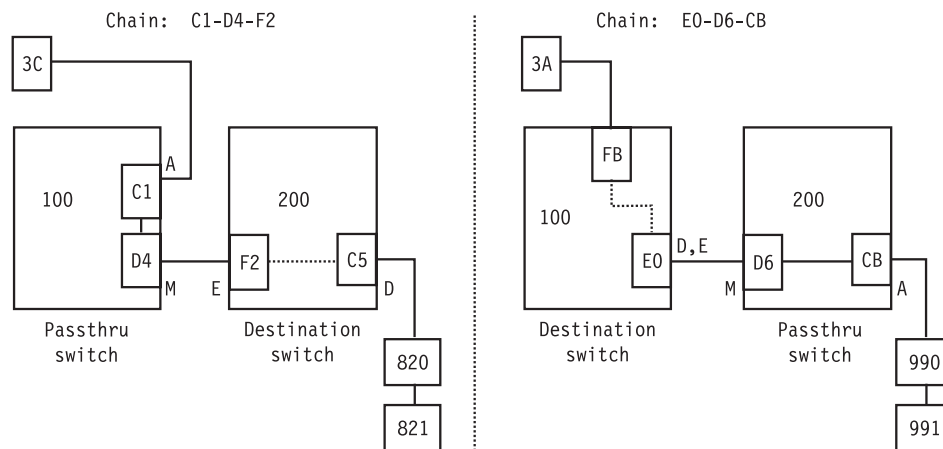 Chain: C1-D4-F2
3C
A
100
C1
200
D4
F2
C5
M
E
D
Passthru
switch
Destination
switch
820
821
Chain: E0-D6-CB
3A
FB
100
200
E0
D,E
D6
CB
M
A
Destination
switch
Passthru
switch
990
991